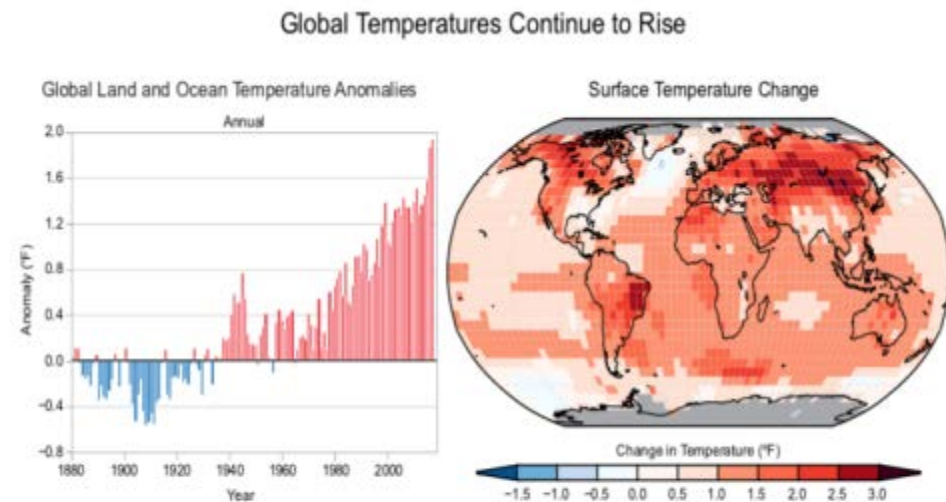 Global Temperatures Continue to Rise
Global Land and Ocean Temperature Anomalies
Annual
2.0
1.6
1.2
0.8
0.4
0.0
−0.4
−0.8
Anomaly (°F)
1880 1900 1920 1940 1960 1980 2000
Year
Surface Temperature Change
Change in Temperature (°F)
−1.5 −1.0 −0.5 0.0 0.5 1.0 1.5 2.0 2.5 3.0